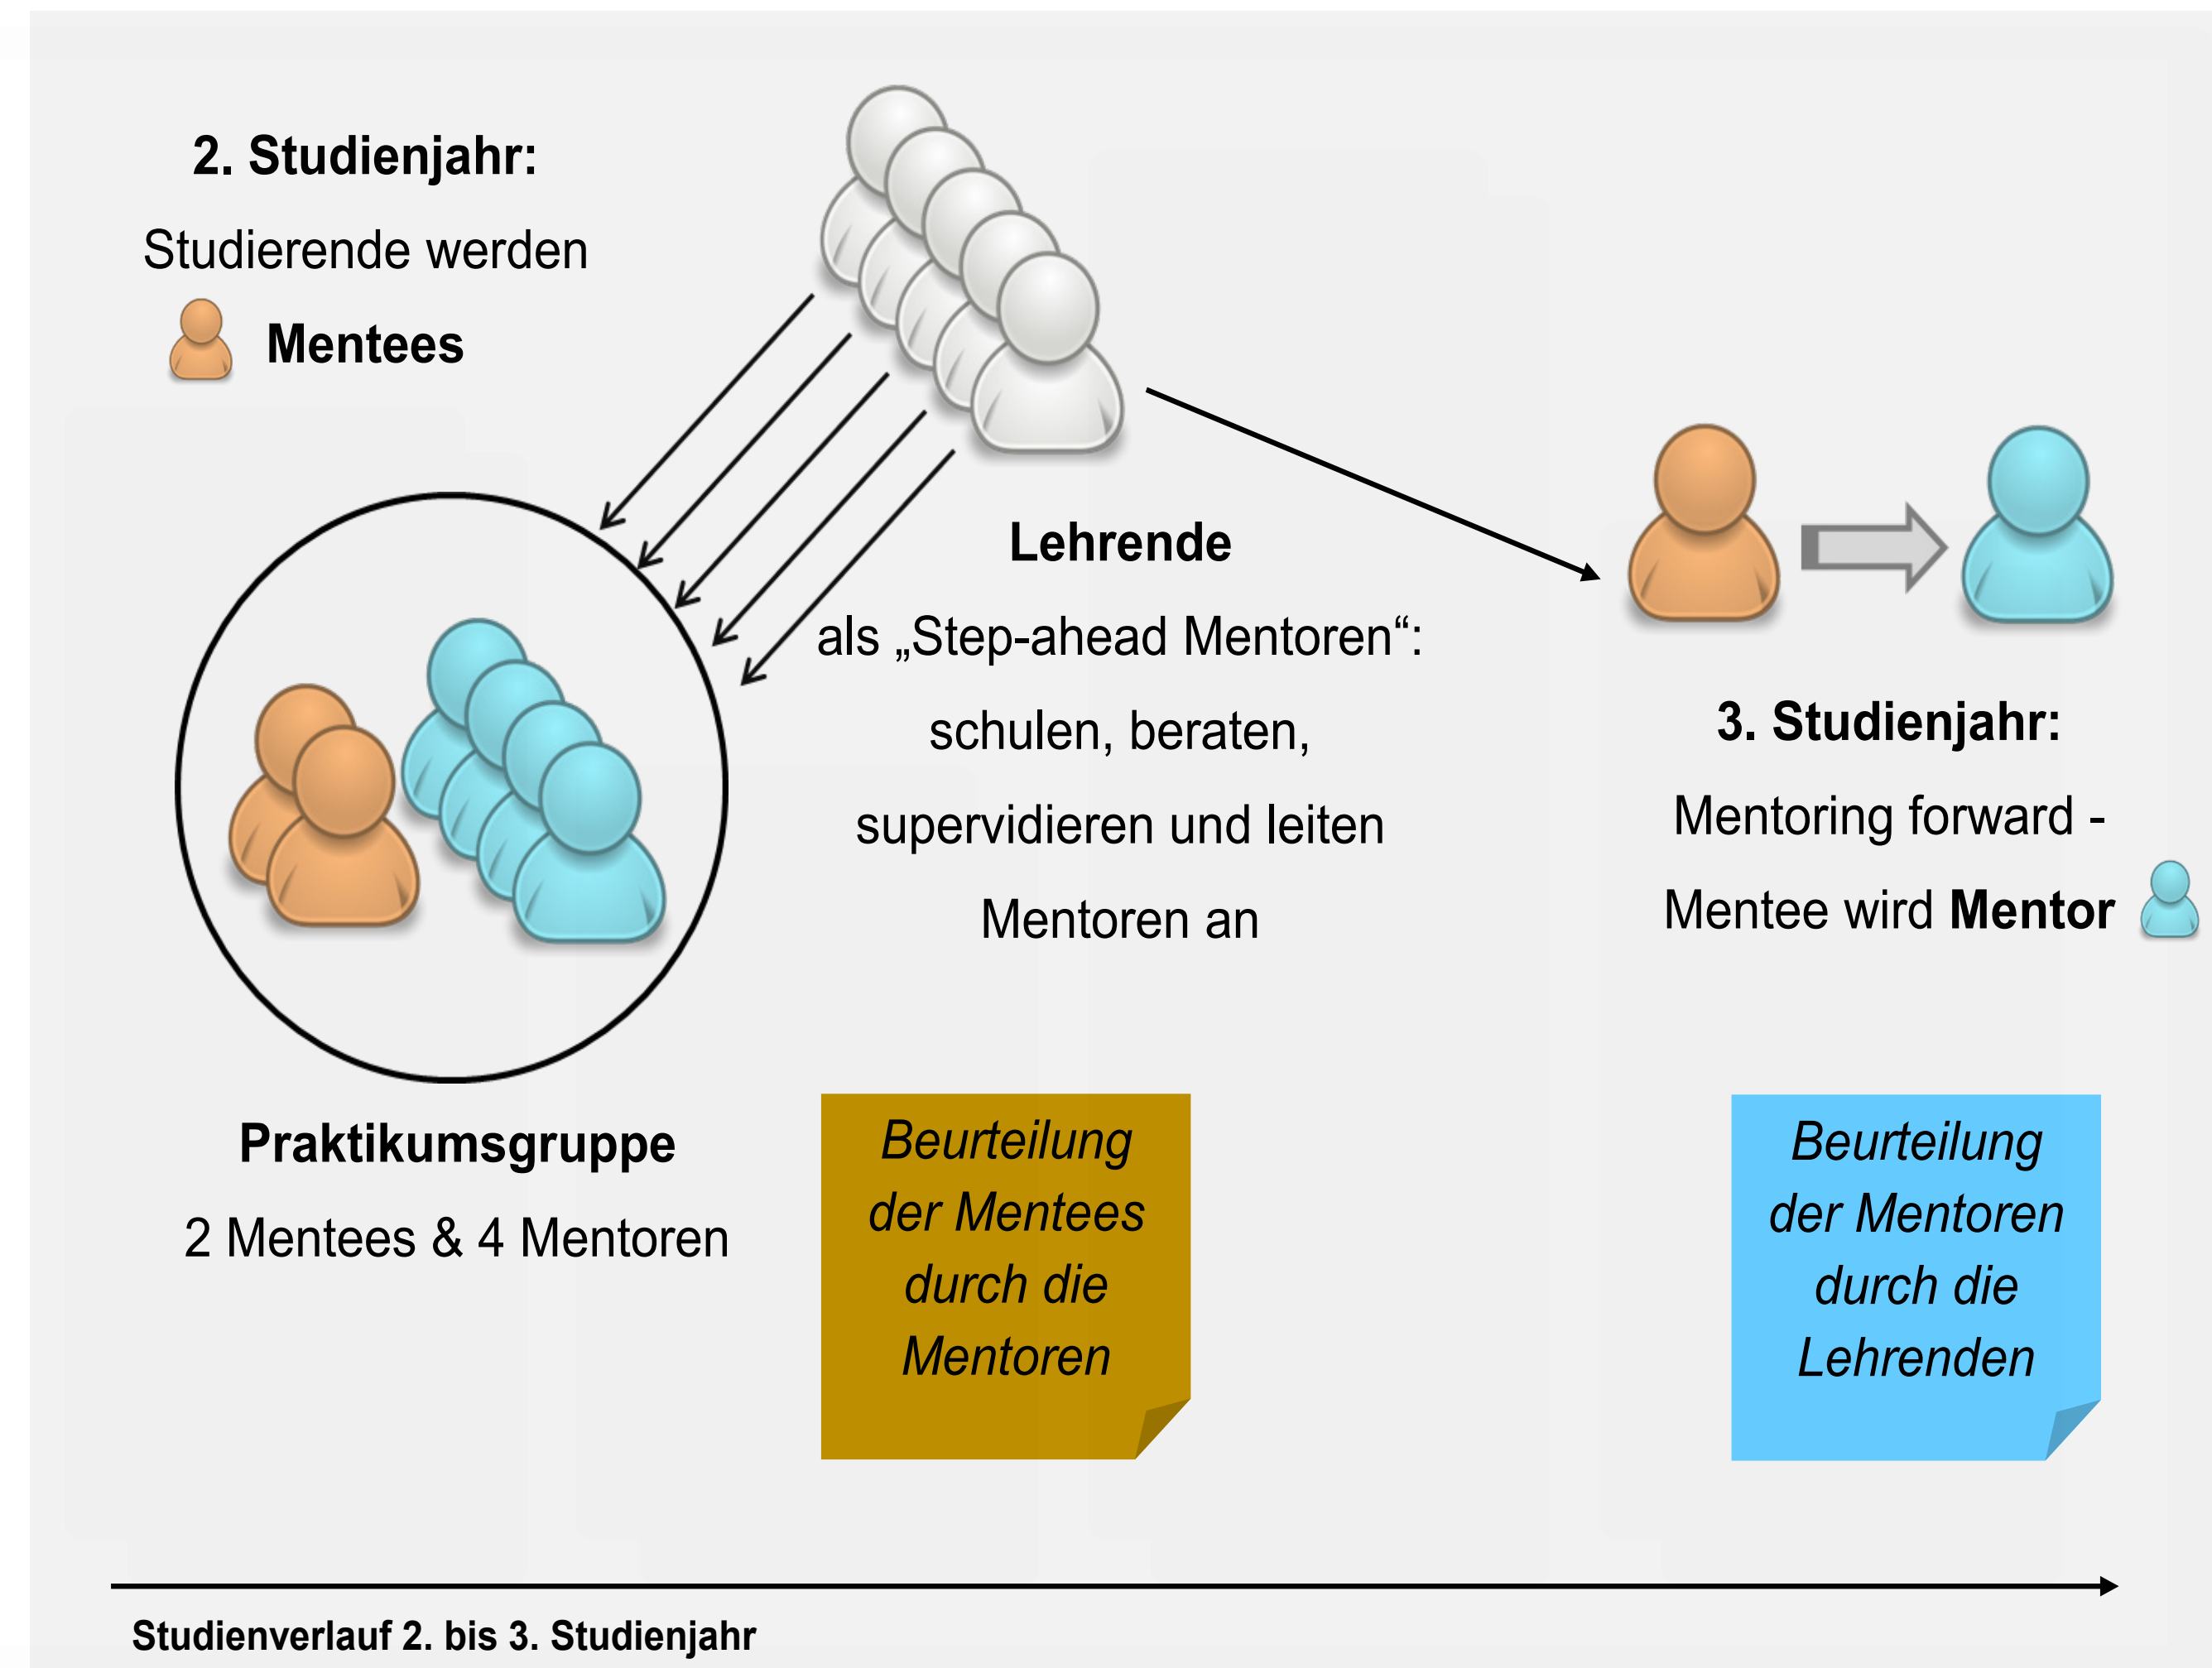 2. Studienjahr:
Studierende werden
Mentees
Lehrende
als „Step-ahead Mentoren“:
schulen, beraten,
supervidieren und leiten
Mentoren an
3. Studienjahr:
Mentoring forward -
Mentee wird Mentor
Praktikumsgruppe
2 Mentees & 4 Mentoren
Beurteilung
der Mentees
durch die
Mentoren
Beurteilung
der Mentoren
durch die
Lehrenden
Studienverlauf 2. bis 3. Studienjahr